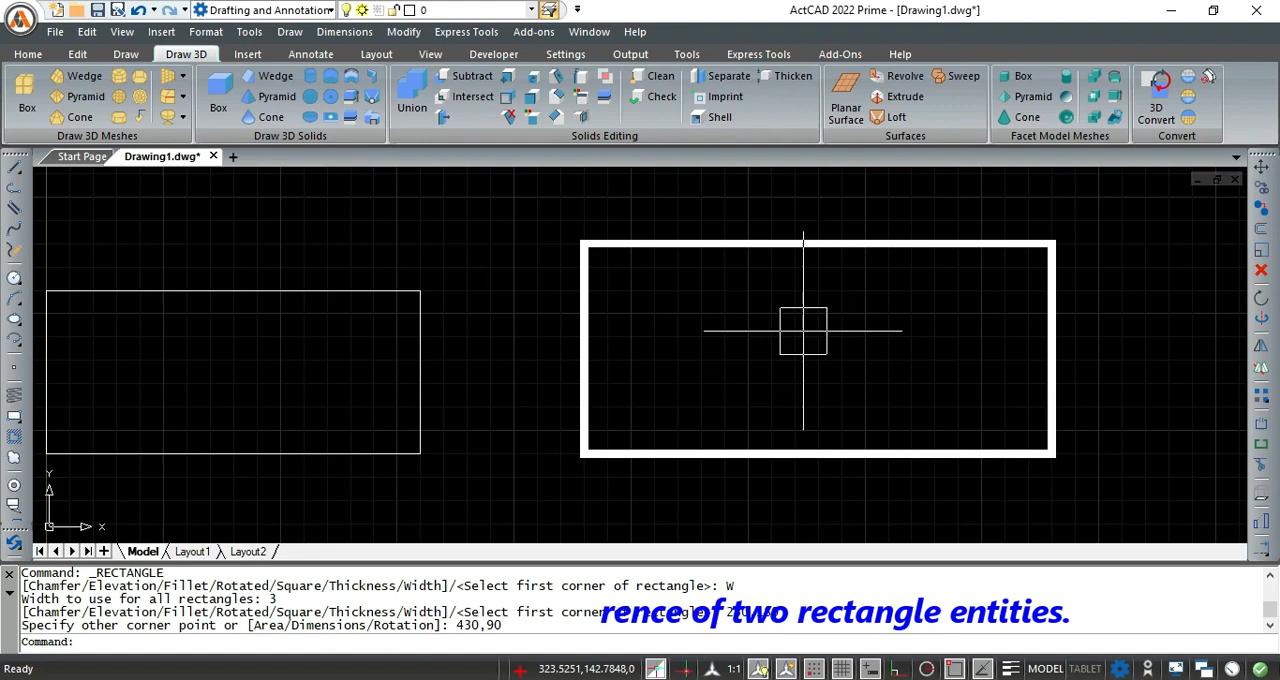 Drafting and Annotation
0
ActCAD 2022 Prime - [Drawing1.dwg*]
File Edit View Insert Format Tools Draw Dimensions Modify Express Tools Add-ons Window Help
Home Edit Draw Draw 3D Insert Annotate Layout View Developer Settings Output Tools Express Tools Add-Ons Help
Wedge Wedge Subtract Clean Separate Thicken Revolve Sweep Box
Box Pyramid Box Pyramid Union Intersect Check Imprint Planar Surface Extrude Pyramid 3D Convert
Cone Cone Shell Loft Cone
Draw 3D Meshes Draw 3D Solids Solids Editing Surfaces Facet Model Meshes Convert
Start Page Drawing1.dwg*
Y
X
Model Layout1 Layout2
Command: _RECTANGLE
[Chamfer/Elevation/Fillet/Rotated/Square/Thickness/Width]/<Select first corner of rectangle>: W
Width to use for all rectangles: 3
[Chamfer/Elevation/Fillet/Rotated/Square/Thickness/Width]/<Select first corner
rence of two rectangle entities.
Specify other corner point or [Area/Dimensions/Rotation]: 430,90
Command:
Ready 323.5251,142.7848,0 1:1 MODEL TABLET